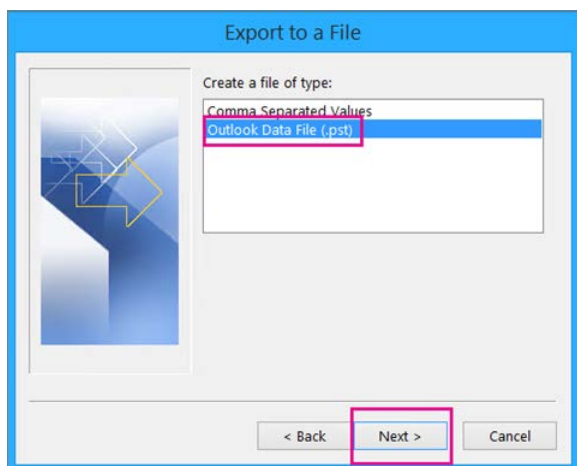 Export to a File
Create a file of type:
Comma Separated Values
Outlook Data File (.pst)
< Back Next > Cancel